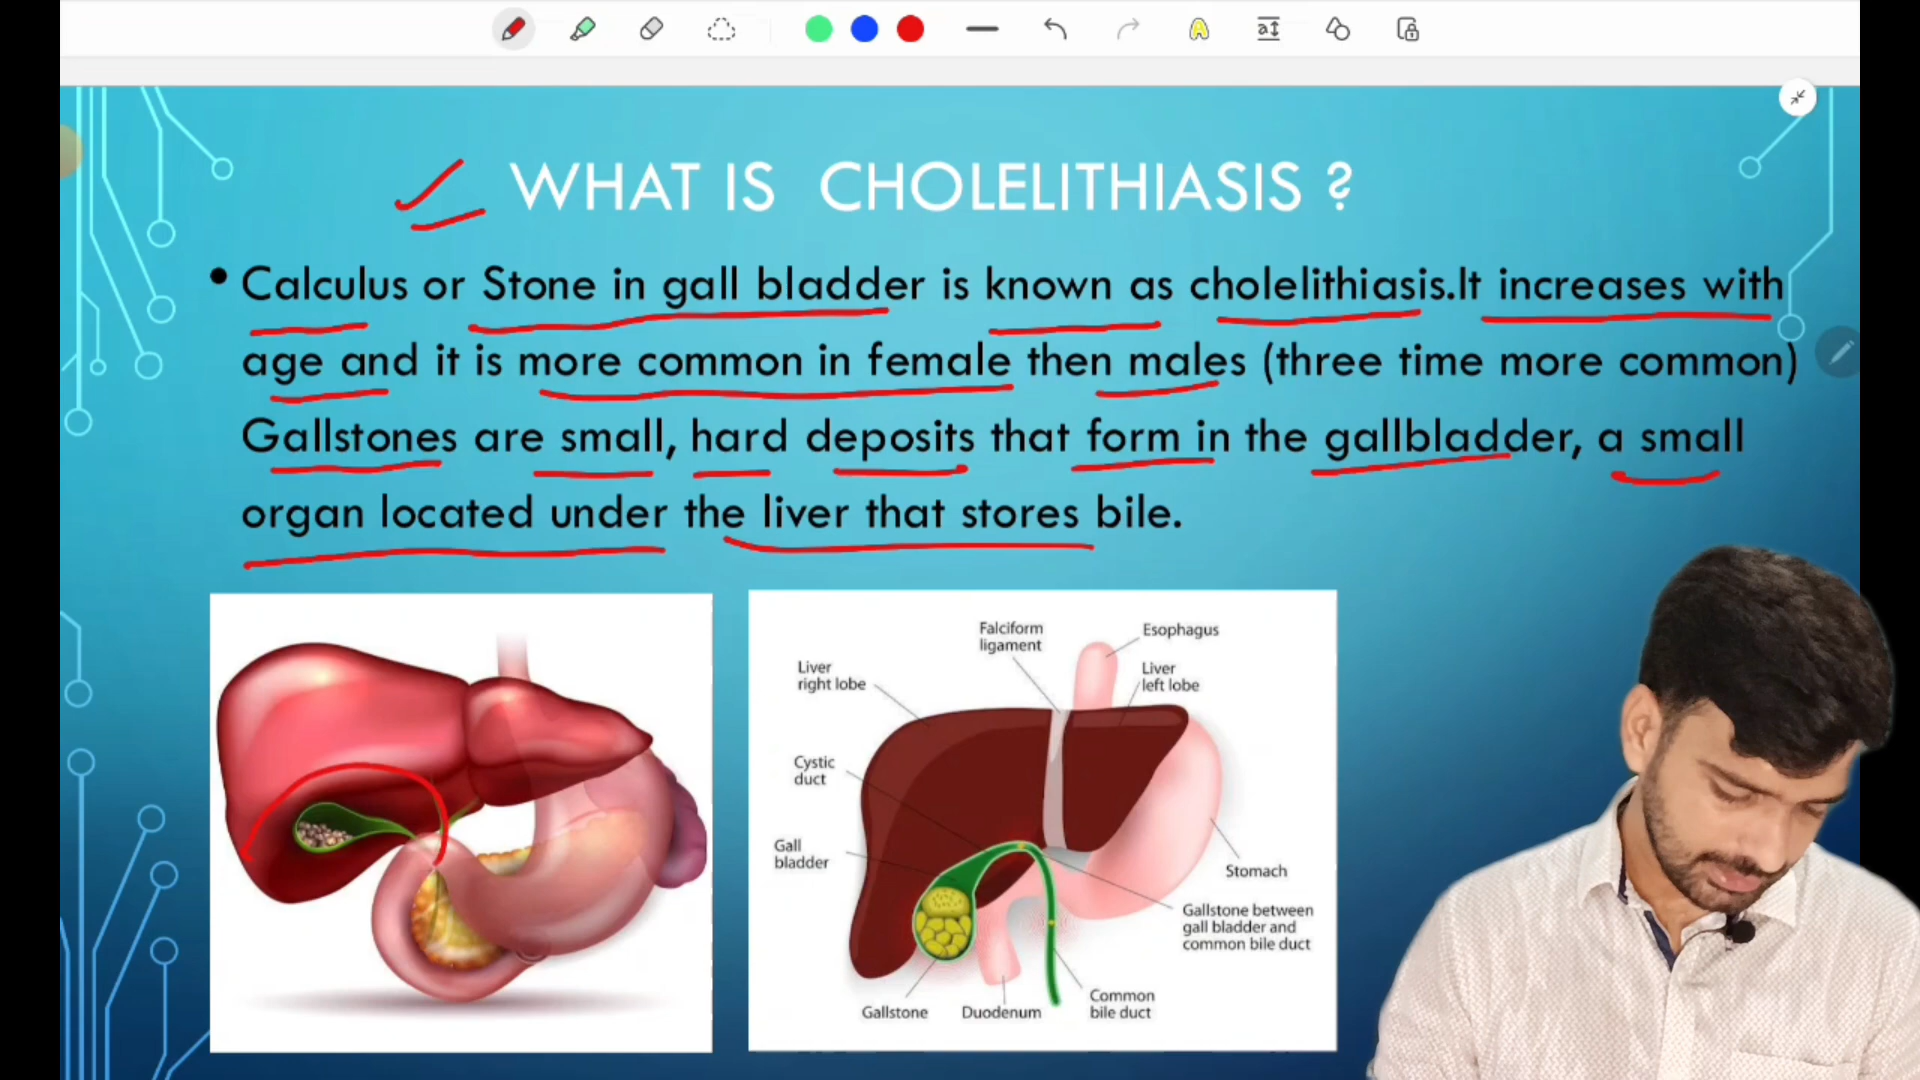 WHAT IS CHOLELITHIASIS ?
• Calculus or Stone in gall bladder is known as cholelithiasis.It increases with
age and it is more common in female then males (three time more common)
Gallstones are small, hard deposits that form in the gallbladder, a small
organ located under the liver that stores bile.
Falciform
ligament
Esophagus
Liver
right lobe
Liver
left lobe
Cystic
duct
Gall
bladder
Stomach
Gallstone between
gall bladder and
common bile duct
Gallstone
Duodenum
Common
bile duct